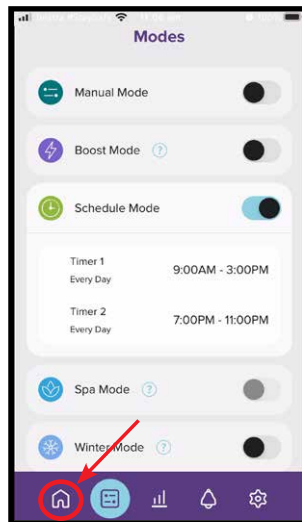 Modes
Manual Mode
Boost Mode ?
Schedule Mode
Timer 1
Every Day
9:00AM - 3:00PM
Timer 2
Every Day
7:00PM - 11:00PM
Spa Mode ?
Winter Mode ?